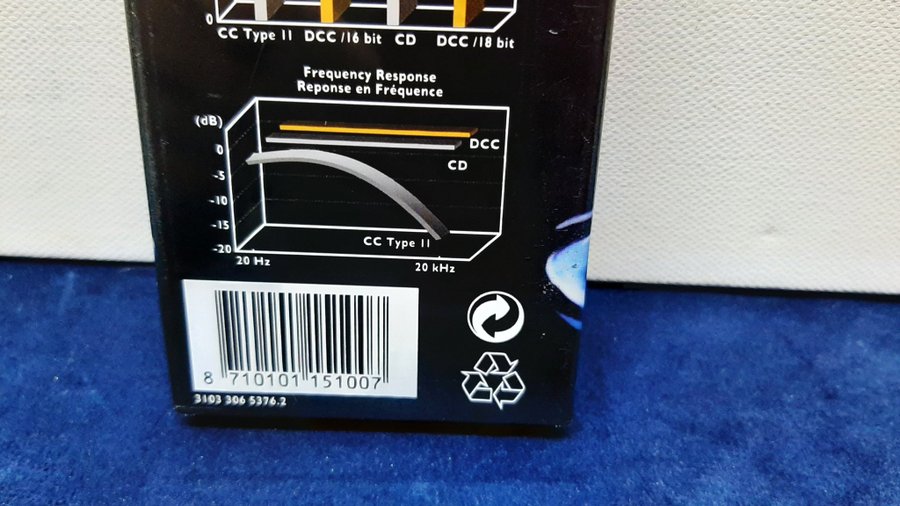 0
CC Type II DCC /16 bit CD DCC /18 bit
Frequency Response
Reponse en Fréquence
(dB)
0
-5
-10
-15
-20
DCC
CD
CC Type II
20 Hz 20 kHz
8 710101 151007
3103 306 5376.2